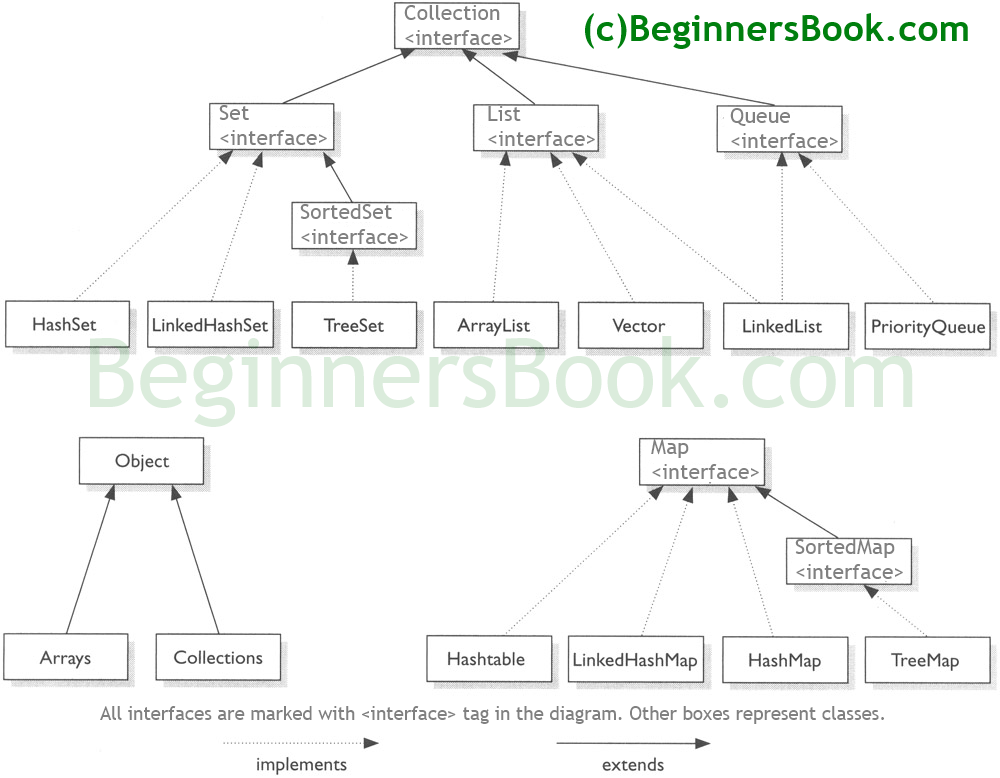 Collection
<interface>
(c)BeginnersBook.com
Set
<interface>
List
<interface>
Queue
<interface>
SortedSet
<interface>
HashSet
LinkedHashSet
TreeSet
ArrayList
Vector
LinkedList
PriorityQueue
BeginnersBook.com
Object
Map
<interface>
SortedMap
<interface>
Arrays
Collections
Hashtable
LinkedHashMap
HashMap
TreeMap
All interfaces are marked with <interface> tag in the diagram. Other boxes represent classes.
implements
extends